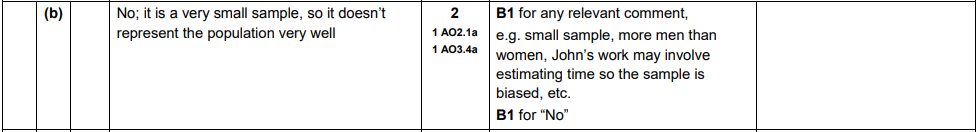 (b)
No; it is a very small sample, so it doesn’t
represent the population very well
2
1 AO2.1a
1 AO3.4a
B1 for any relevant comment,
e.g. small sample, more men than
women, John’s work may involve
estimating time so the sample is
biased, etc.
B1 for “No”